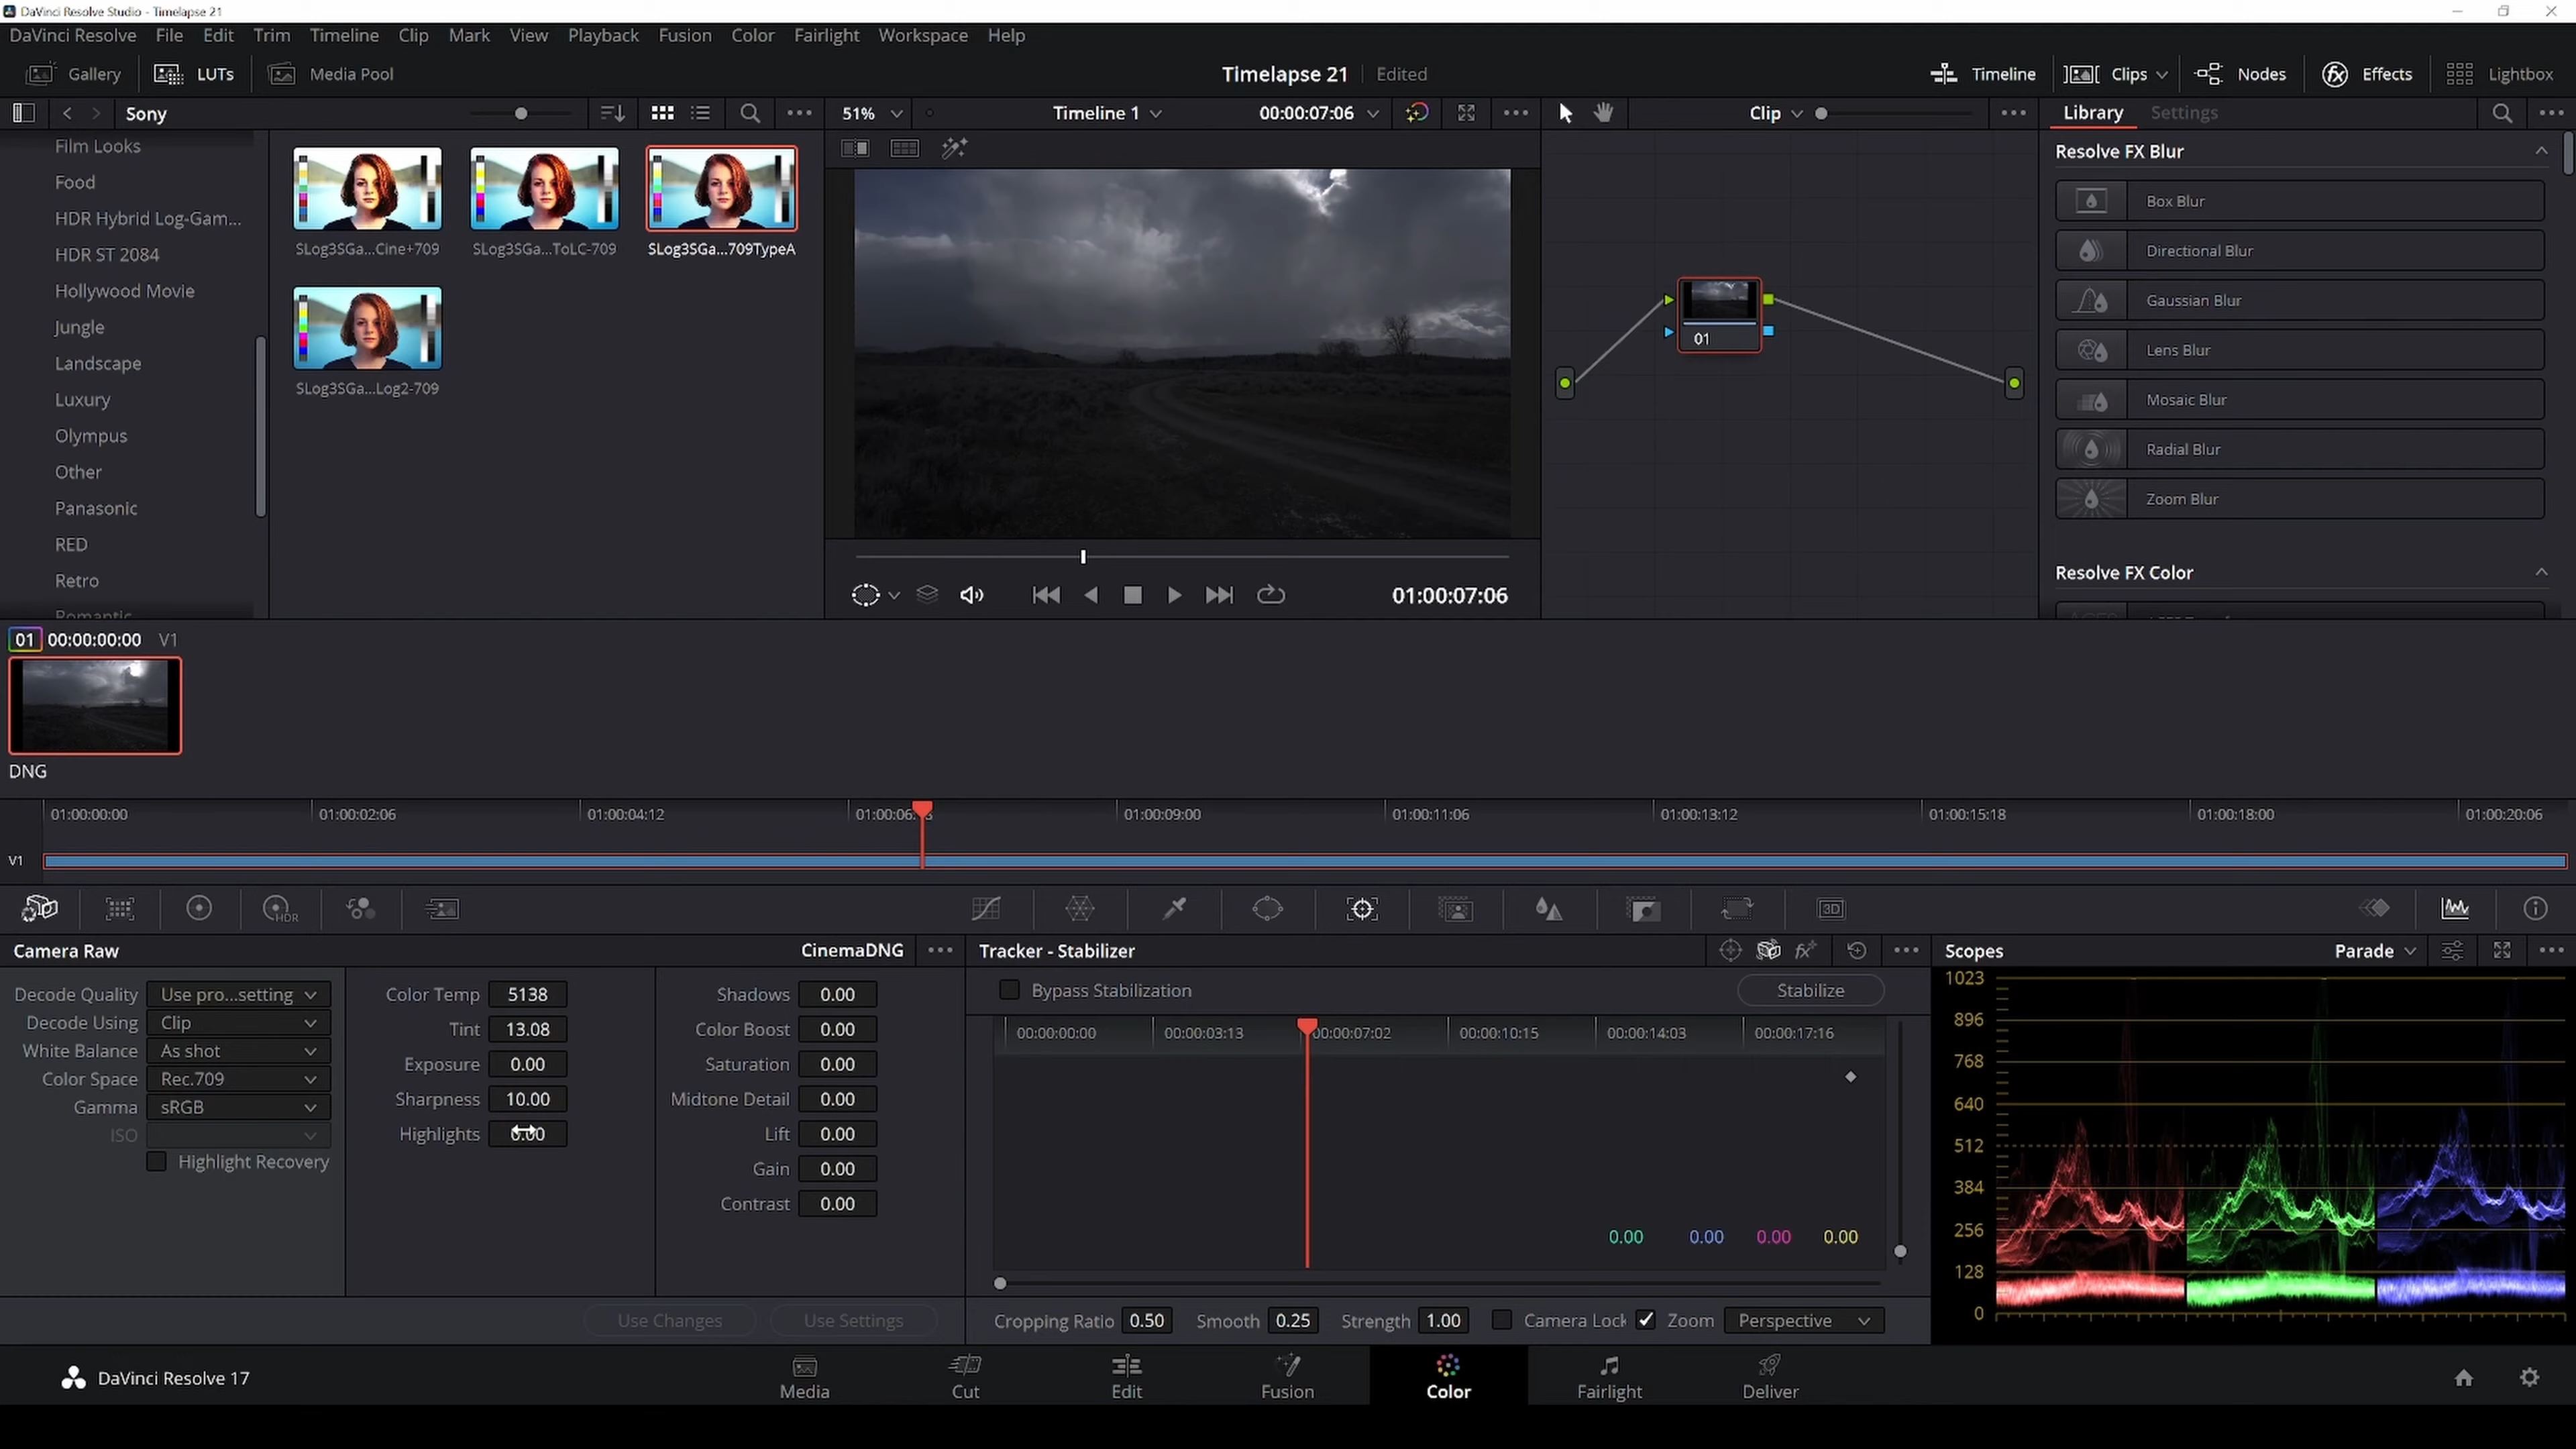 DaVinci Resolve Studio - Timelapse 21
DaVinci Resolve File Edit Trim Timeline Clip Mark View Playback Fusion Color Fairlight Workspace Help
Gallery LUTs Media Pool
Timelapse 21 Edited
Timeline Clips Nodes Effects Lightbox
Sony
51% Timeline 1 00:00:07:06
Clip
Library Settings
Film Looks
Food
HDR Hybrid Log-Gam...
HDR ST 2084
Hollywood Movie
Jungle
Landscape
Luxury
Olympus
Other
Panasonic
RED
Retro
Romantic
SLog3SGa...Cine+709
SLog3SGa...ToLC-709
SLog3SGa...709TypeA
SLog3SGa...Log2-709
01:00:07:06
01
Resolve FX Blur
Box Blur
Directional Blur
Gaussian Blur
Lens Blur
Mosaic Blur
Radial Blur
Zoom Blur
Resolve FX Color
01 00:00:00:00 V1
DNG
01:00:00:00 01:00:02:06 01:00:04:12 01:00:06: 01:00:09:00 01:00:11:06 01:00:13:12 01:00:15:18 01:00:18:00 01:00:20:06
V1
HDR
3D
Camera Raw CinemaDNG
Decode Quality Use pro...setting
Decode Using Clip
White Balance As shot
Color Space Rec.709
Gamma sRGB
ISO
Highlight Recovery
Color Temp 5138
Tint 13.08
Exposure 0.00
Sharpness 10.00
Highlights 0.00
Shadows 0.00
Color Boost 0.00
Saturation 0.00
Midtone Detail 0.00
Lift 0.00
Gain 0.00
Contrast 0.00
Use Changes Use Settings
Tracker - Stabilizer
Bypass Stabilization Stabilize
00:00:00:00 00:00:03:13 00:00:07:02 00:00:10:15 00:00:14:03 00:00:17:16
0.00 0.00 0.00 0.00
Cropping Ratio 0.50 Smooth 0.25 Strength 1.00 Camera Lock Zoom Perspective
Scopes Parade
1023
896
768
640
512
384
256
128
0
DaVinci Resolve 17
Media Cut Edit Fusion Color Fairlight Deliver